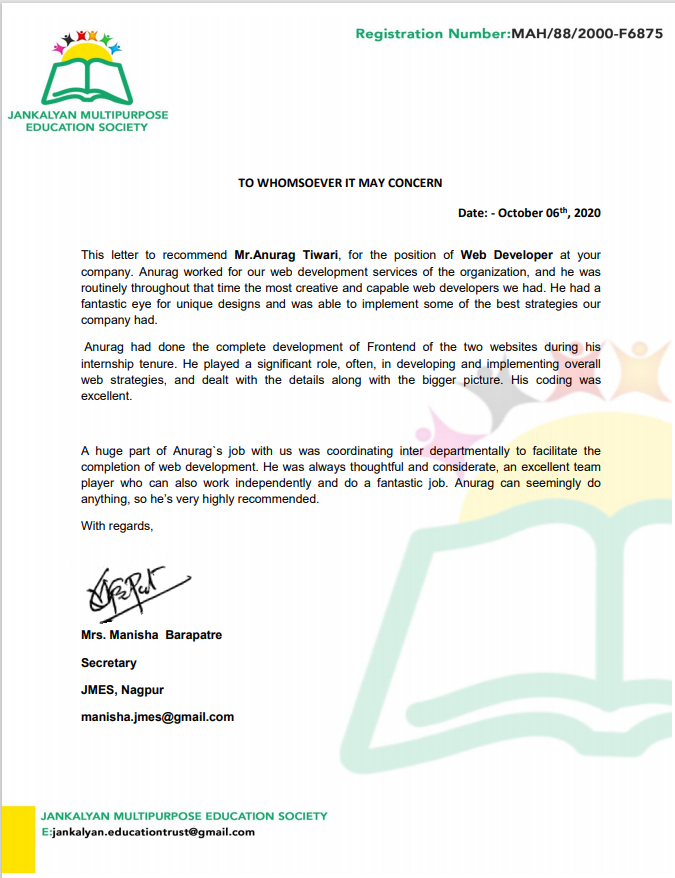 Registration Number:MAH/88/2000-F6875
JANKALYAN MULTIPURPOSE
EDUCATION SOCIETY
TO WHOMSOEVER IT MAY CONCERN
Date: - October 06th, 2020
This letter to recommend Mr.Anurag Tiwari, for the position of Web Developer at your
company. Anurag worked for our web development services of the organization, and he was
routinely throughout that time the most creative and capable web developers we had. He had a
fantastic eye for unique designs and was able to implement some of the best strategies our
company had.
Anurag had done the complete development of Frontend of the two websites during his
internship tenure. He played a significant role, often, in developing and implementing overall
web strategies, and dealt with the details along with the bigger picture. His coding was
excellent.
A huge part of Anurag`s job with us was coordinating inter departmentally to facilitate the
completion of web development. He was always thoughtful and considerate, an excellent team
player who can also work independently and do a fantastic job. Anurag can seemingly do
anything, so he's very highly recommended.
With regards,
Mrs. Manisha  Barapatre
Secretary
JMES, Nagpur
manisha.jmes@gmail.com
JANKALYAN MULTIPURPOSE EDUCATION SOCIETY
E:jankalyan.educationtrust@gmail.com